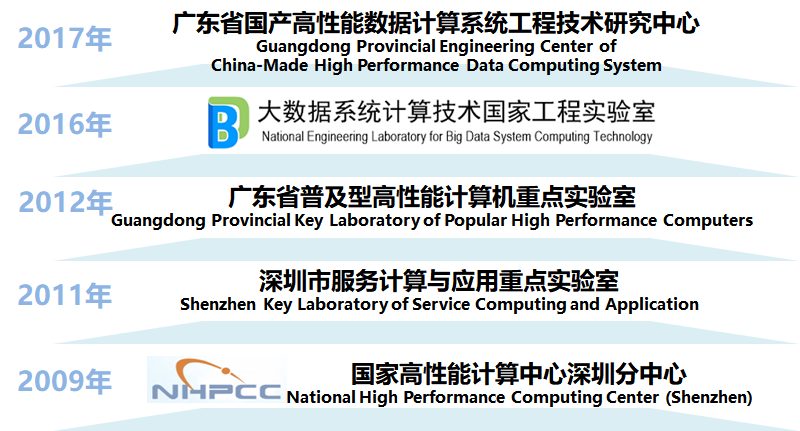 2017年
广东省国产高性能数据计算系统工程技术研究中心
Guangdong Provincial Engineering Center of
China-Made High Performance Data Computing System
2016年
大数据系统计算技术国家工程实验室
National Engineering Laboratory for Big Data System Computing Technology
2012年
广东省普及型高性能计算机重点实验室
Guangdong Provincial Key Laboratory of Popular High Performance Computers
2011年
深圳市服务计算与应用重点实验室
Shenzhen Key Laboratory of Service Computing and Application
2009年
NHPCC
国家高性能计算中心深圳分中心
National High Performance Computing Center (Shenzhen)